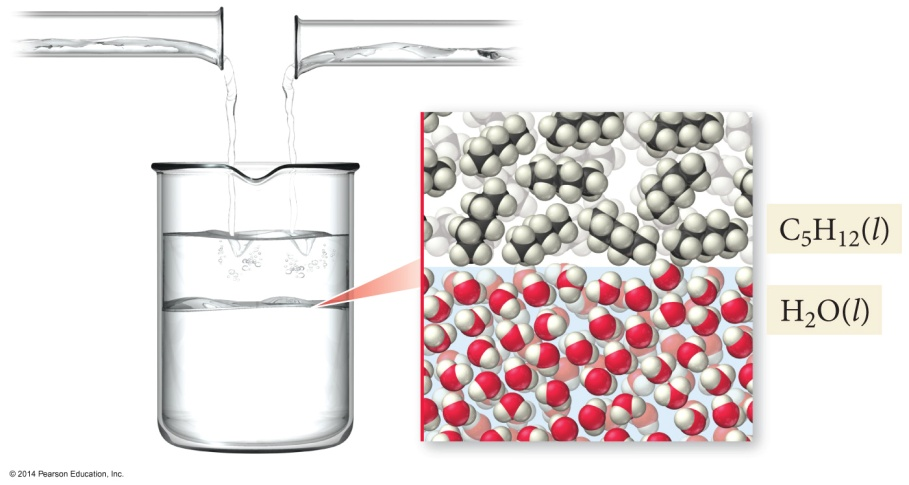 C₅H₁₂(l)
H₂O(l)
© 2014 Pearson Education, Inc.